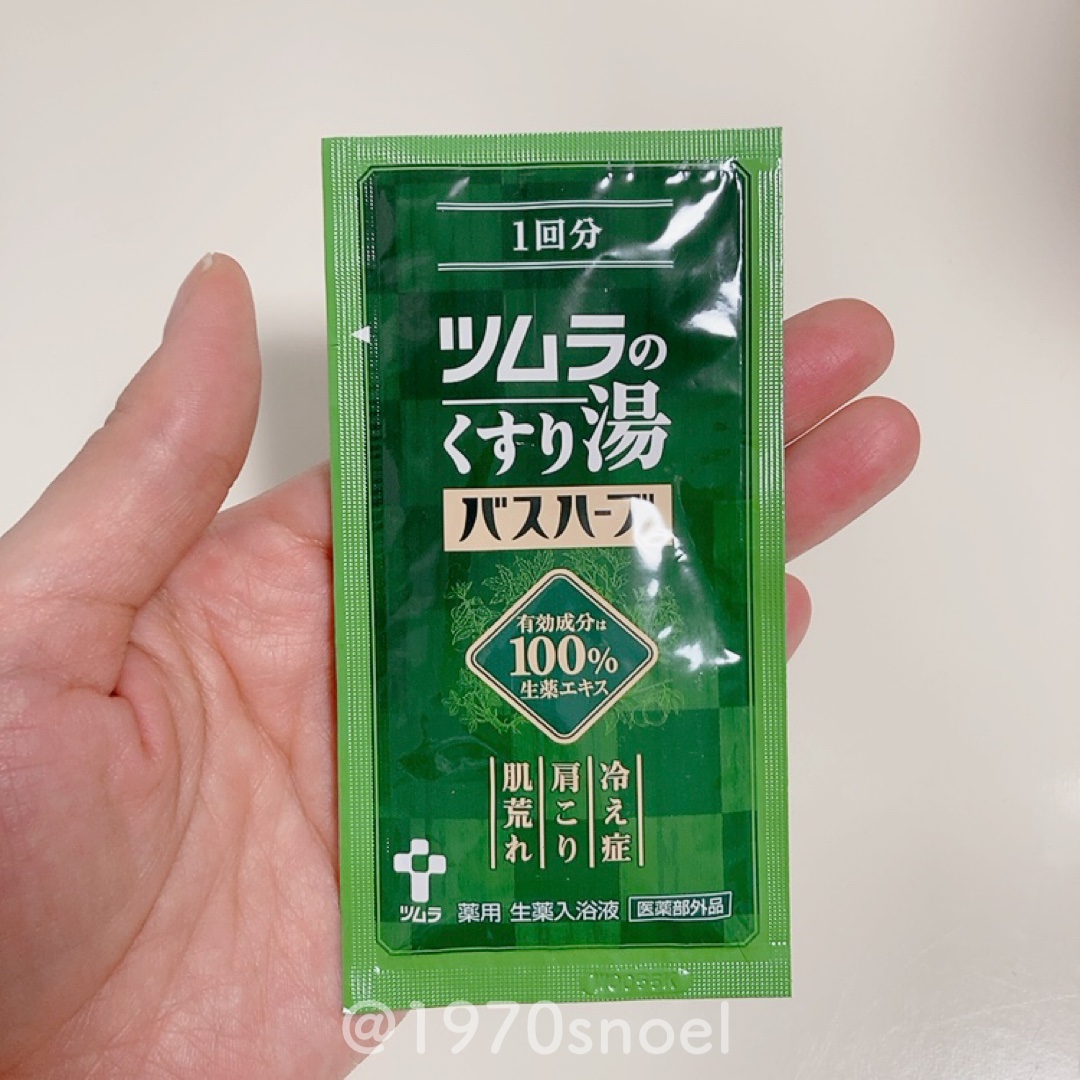 1回分
ツムラの
くすり湯
バスハーブ
有効成分は
100%
生薬エキス
冷え症
肩こり
肌荒れ
ツムラ
薬用 生薬入浴液 医薬部外品
@1970snoel